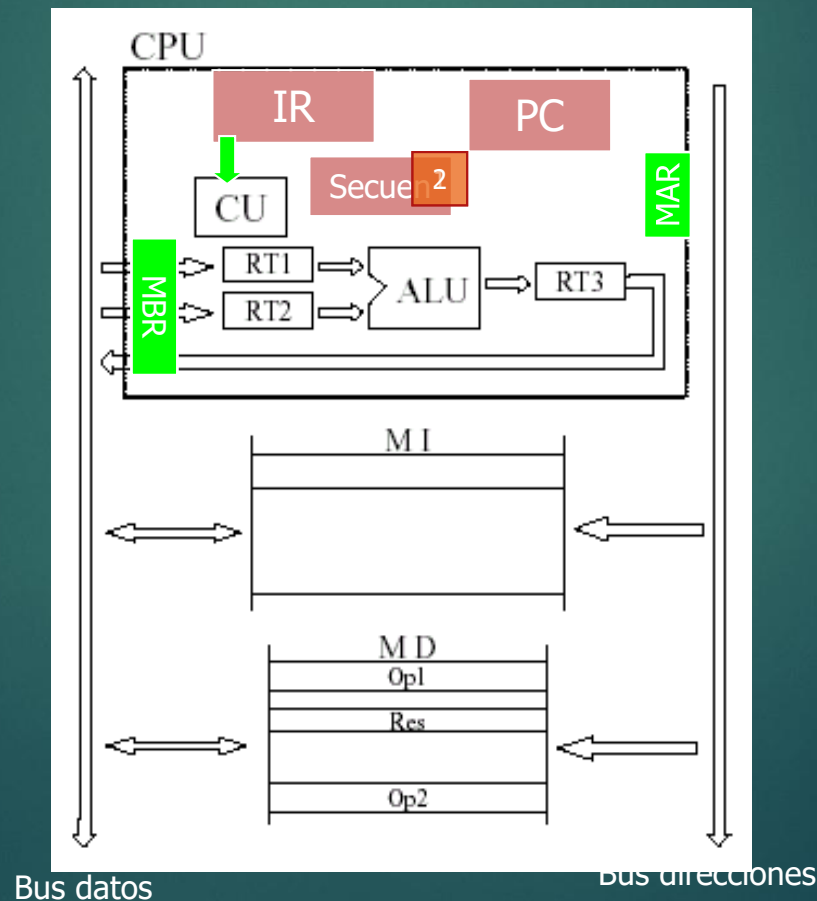 CPU
IR
PC
Secuen
2
MAR
CU
MBR
RT1
ALU
RT3
RT2
M I
M D
Op1
Res
Op2
Bus datos
Bus direcciones